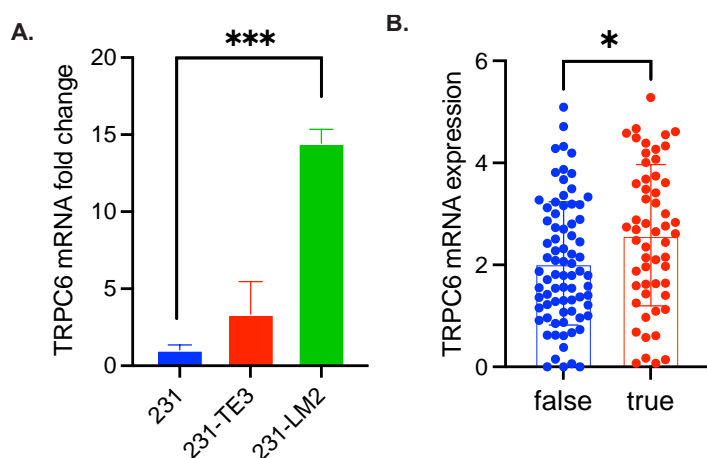 A.
***
TRPC6 mRNA fold change
20
15
10
5
0
231
231-TE3
231-LM2
B.
*
TRPC6 mRNA expression
6
4
2
0
false
true